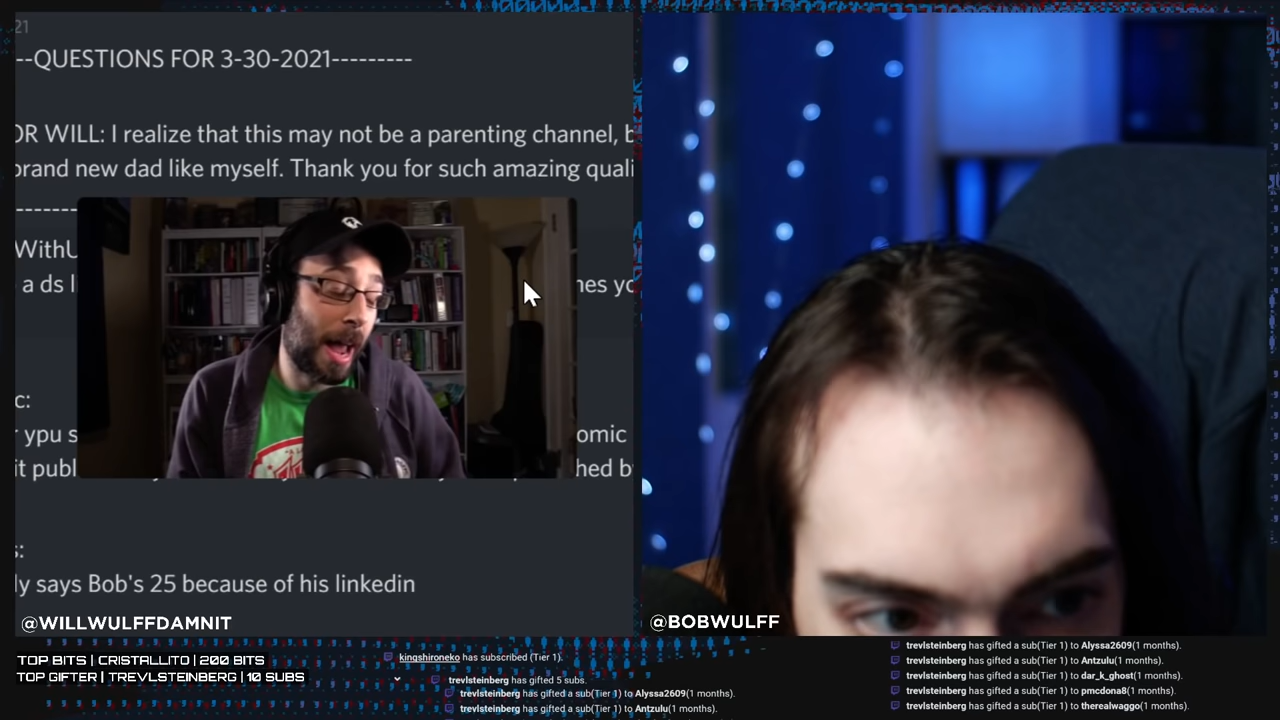 21
--QUESTIONS FOR 3-30-2021---------
OR WILL: I realize that this may not be a parenting channel, b
brand new dad like myself. Thank you for such amazing quali
WithU
a ds l
nes yo
c:
r ypu s
omic
it publ
hed b
s:
ly says Bob's 25 because of his linkedin
@WILLWULFFDAMNIT
@BOBWULFF
TOP BITS | CRISTALLITO | 200 BITS
TOP GIFTER | TREVLSTEINBERG | 10 SUBS
kingshironeko has subscribed (Tier 1).
trevlsteinberg has gifted 5 subs.
trevlsteinberg has gifted a sub(Tier 1) to Alyssa2609(1 months).
trevlsteinberg has gifted a sub(Tier 1) to Antzulu(1 months).
trevlsteinberg has gifted a sub(Tier 1) to Alyssa2609(1 months).
trevlsteinberg has gifted a sub(Tier 1) to Antzulu(1 months).
trevlsteinberg has gifted a sub(Tier 1) to dar_k_ghost(1 months).
trevlsteinberg has gifted a sub(Tier 1) to pmcdona8(1 months).
trevlsteinberg has gifted a sub(Tier 1) to therealwaggo(1 months).